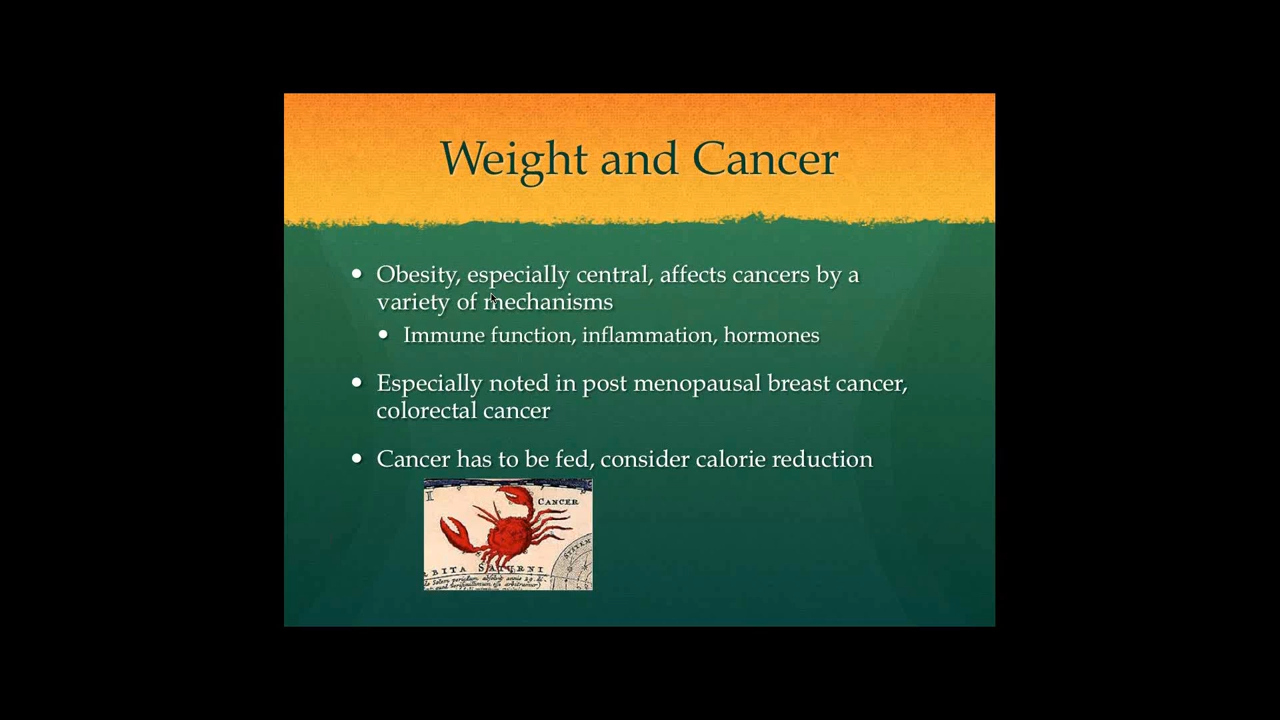 Weight and Cancer
• Obesity, especially central, affects cancers by a
variety of mechanisms
• Immune function, inflammation, hormones
• Especially noted in post menopausal breast cancer,
colorectal cancer
• Cancer has to be fed, consider calorie reduction
I
CANCER
RBITA SATURNI